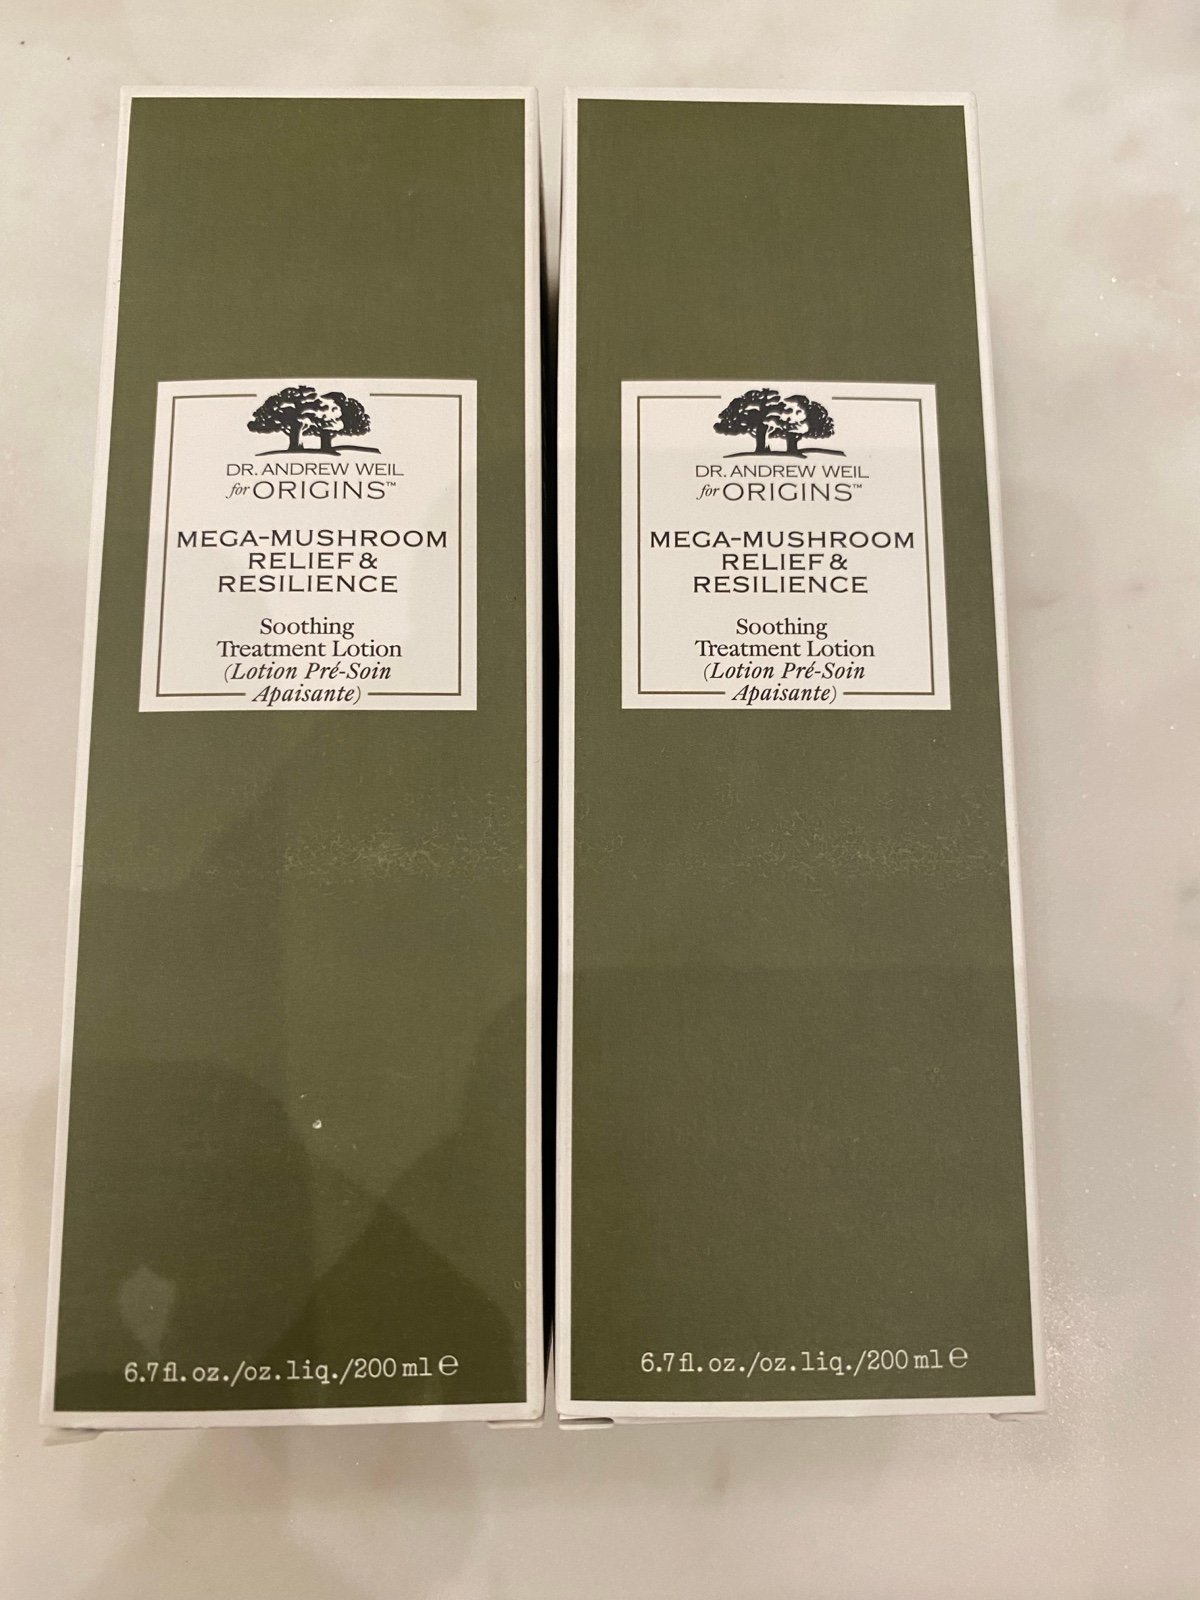 DR. ANDREW WEIL
for ORIGINS™
MEGA-MUSHROOM
RELIEF &
RESILIENCE
Soothing
Treatment Lotion
(Lotion Pré-Soin
Apaisante)
6.7 fl. oz./oz. liq./200 ml ℮
DR. ANDREW WEIL
for ORIGINS™
MEGA-MUSHROOM
RELIEF &
RESILIENCE
Soothing
Treatment Lotion
(Lotion Pré-Soin
Apaisante)
6.7 fl. oz./oz. liq./200 ml ℮